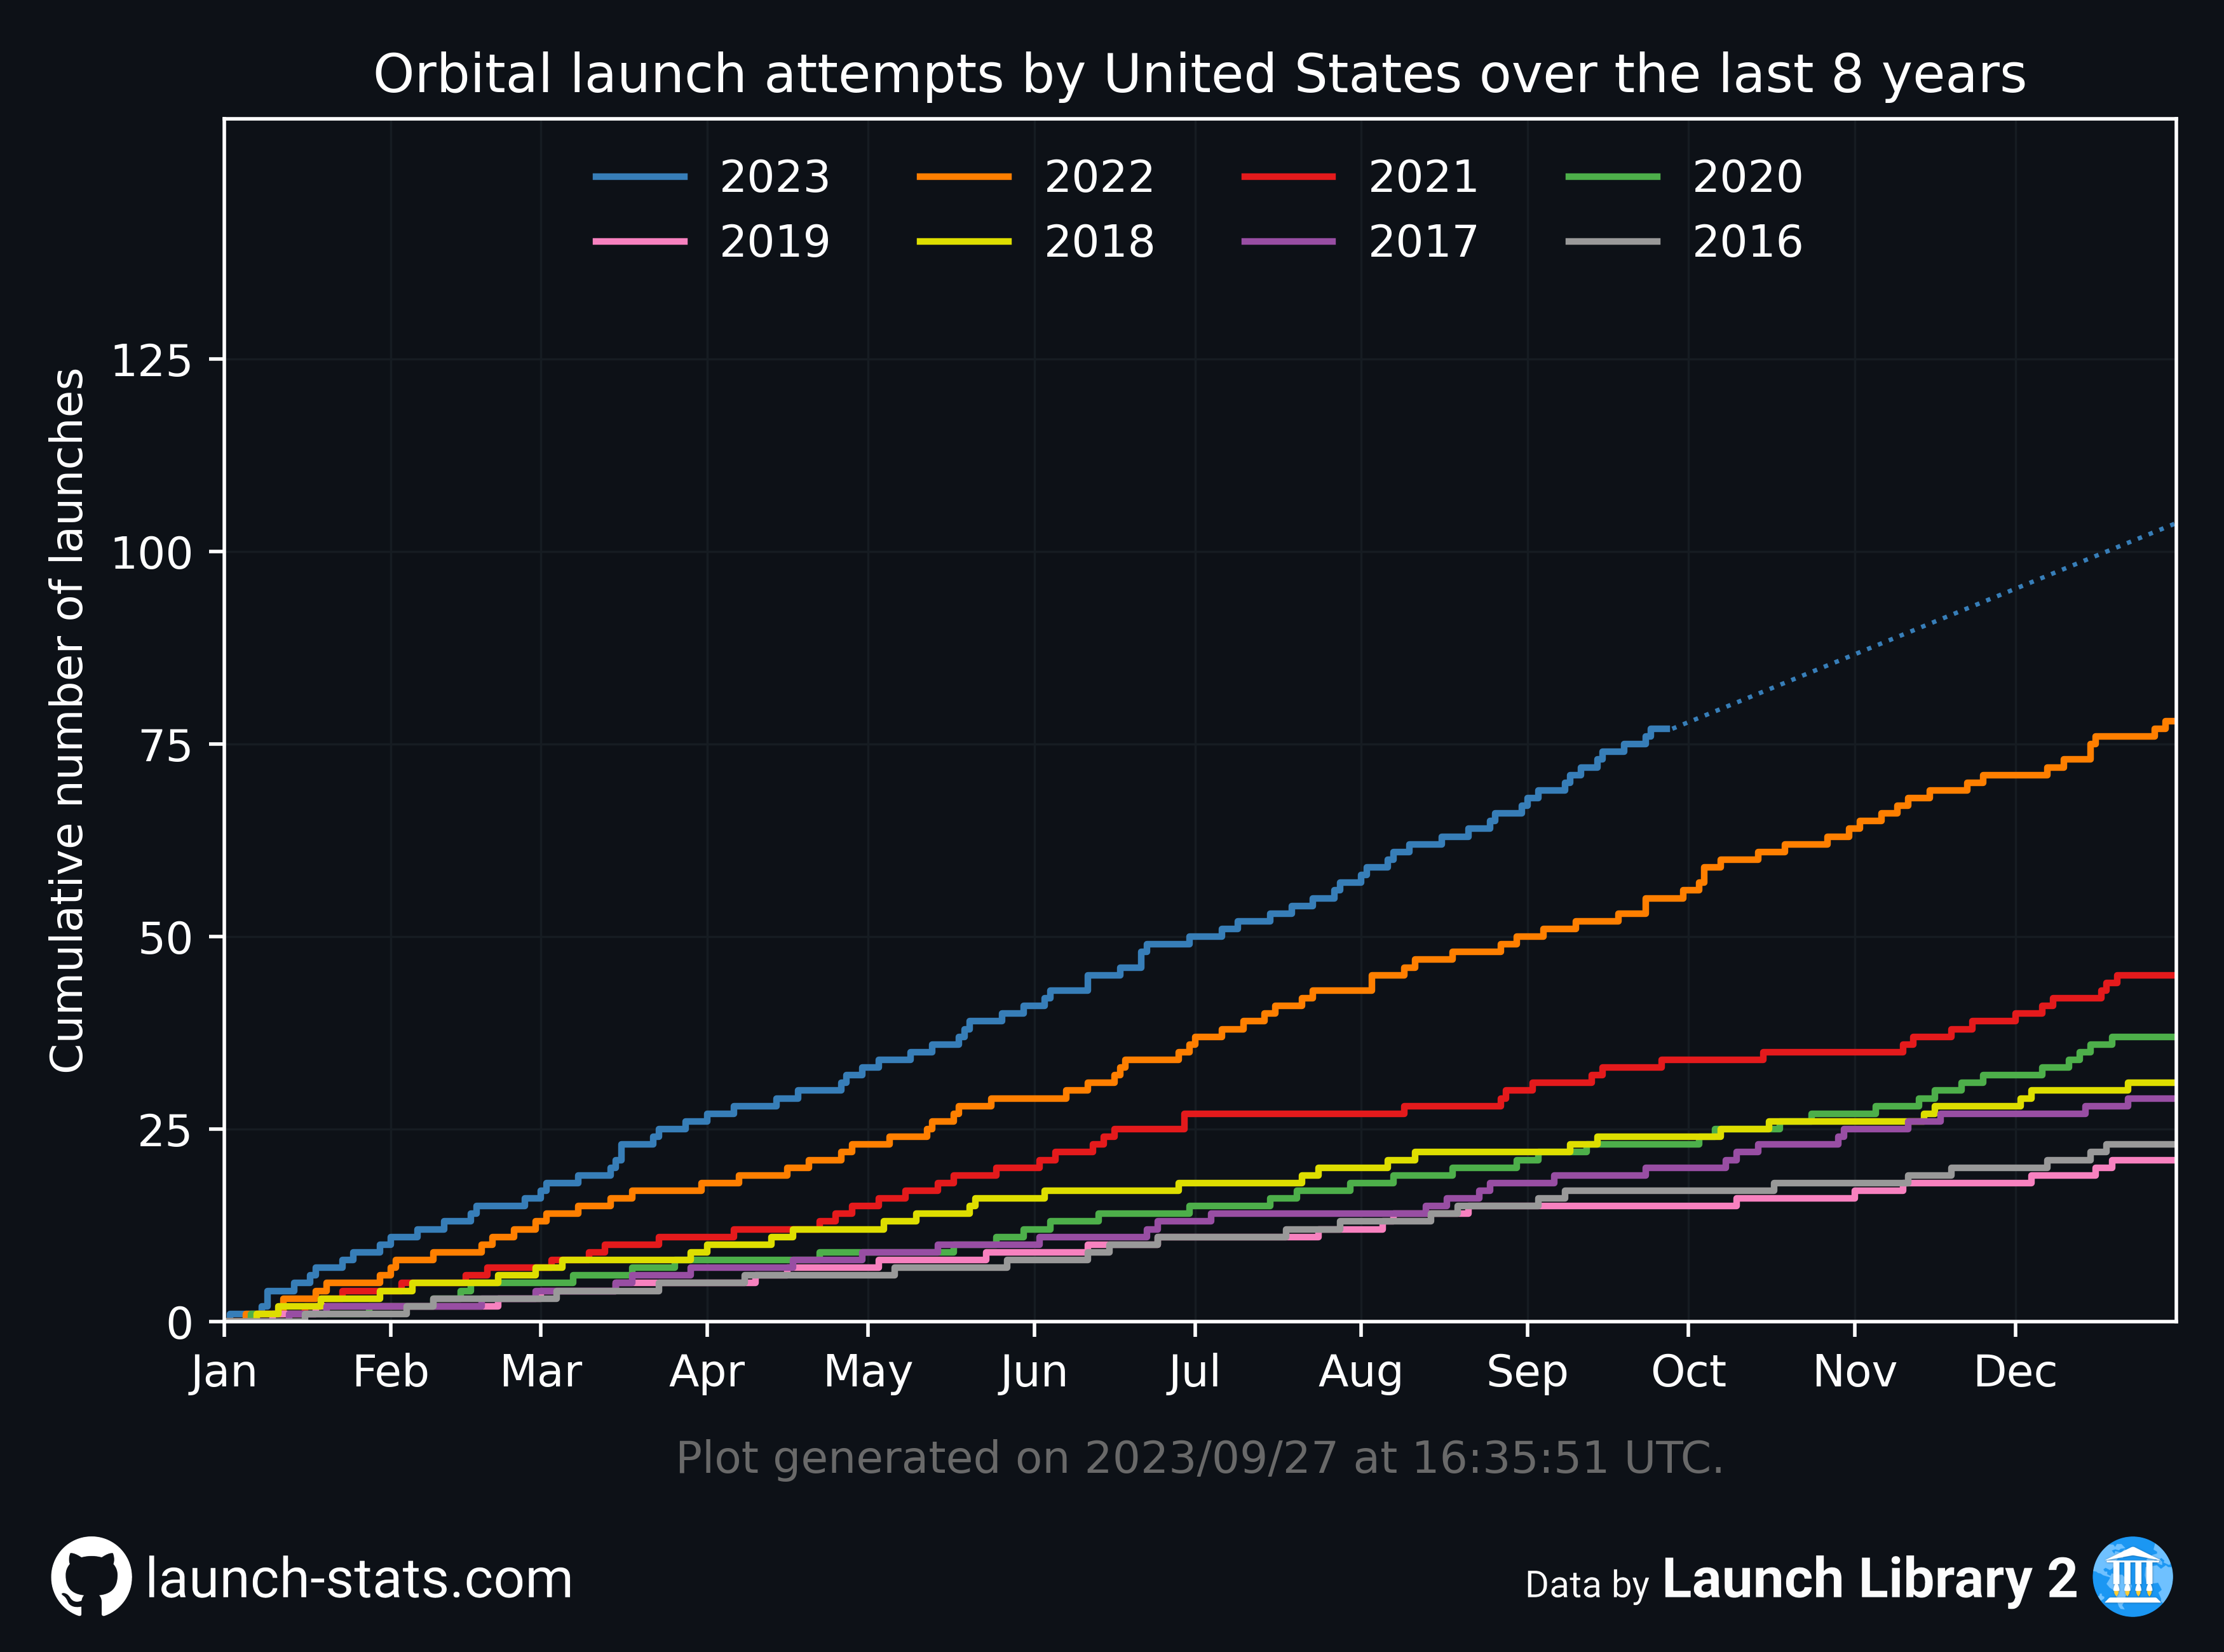 Orbital launch attempts by United States over the last 8 years
2023 2022 2021 2020
2019 2018 2017 2016
Cumulative number of launches
125
100
75
50
25
0
Jan Feb Mar Apr May Jun Jul Aug Sep Oct Nov Dec
Plot generated on 2023/09/27 at 16:35:51 UTC.
launch-stats.com
Data by Launch Library 2